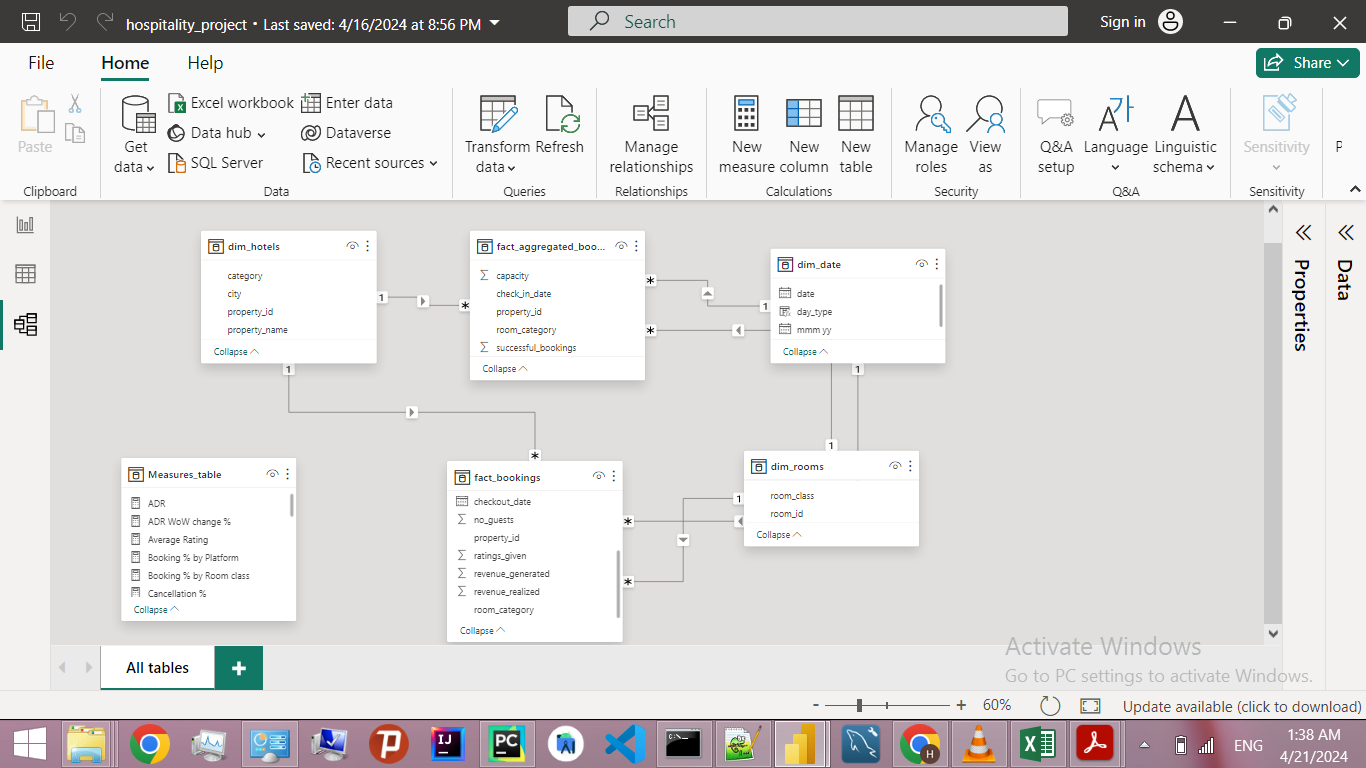 hospitality_project • Last saved: 4/16/2024 at 8:56 PM
Search
Sign in
File
Home
Help
Share
Paste
Clipboard
Get data
Excel workbook
Data hub
SQL Server
Enter data
Dataverse
Recent sources
Data
Transform data
Refresh
Queries
Manage relationships
Relationships
New measure
New column
New table
Calculations
Manage roles
View as
Security
Q&A setup
Language
Linguistic schema
Q&A
Sensitivity
Sensitivity
P
dim_hotels
category
city
property_id
property_name
Collapse
1
*
1
*
fact_aggregated_boo...
Σ capacity
check_in_date
property_id
room_category
Σ successful_bookings
Collapse
*
*
1
dim_date
date
day_type
mmm yy
Collapse
1
1
Measures_table
ADR
ADR WoW change %
Average Rating
Booking % by Platform
Booking % by Room class
Cancellation %
Collapse
fact_bookings
checkout_date
Σ no_guests
property_id
Σ ratings_given
Σ revenue_generated
Σ revenue_realized
room_category
Collapse
*
*
1
dim_rooms
room_class
room_id
Collapse
Properties
Data
Activate Windows
Go to PC settings to activate Windows.
All tables
+
- + 60%
Update available (click to download)
IJ
PC
H
ENG
1:38 AM
4/21/2024